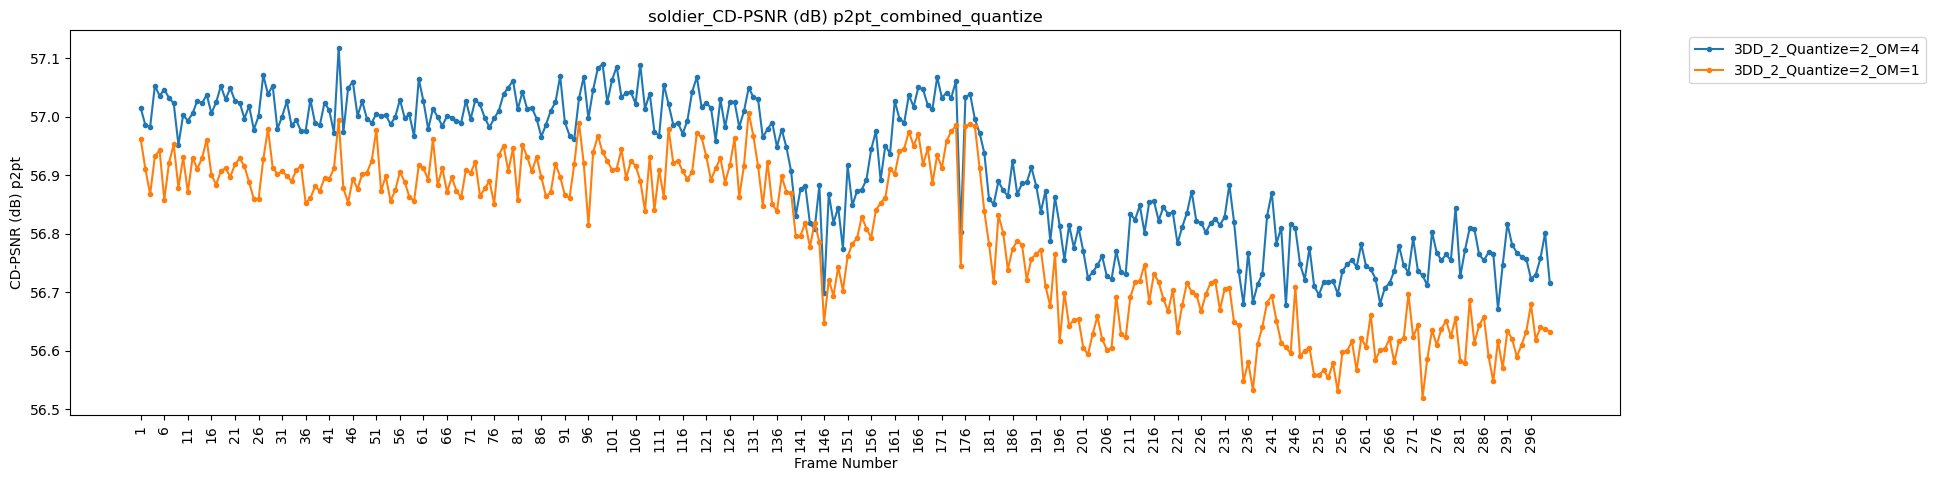 soldier_CD-PSNR (dB) p2pt_combined_quantize
3DD_2_Quantize=2_OM=4
3DD_2_Quantize=2_OM=1
CD-PSNR (dB) p2pt
57.1
57.0
56.9
56.8
56.7
56.6
56.5
1 6 11 16 21 26 31 36 41 46 51 56 61 66 71 76 81 86 91 96 101 106 111 116 121 126 131 136 141 146 151 156 161 166 171 176 181 186 191 196 201 206 211 216 221 226 231 236 241 246 251 256 261 266 271 276 281 286 291 296
Frame Number